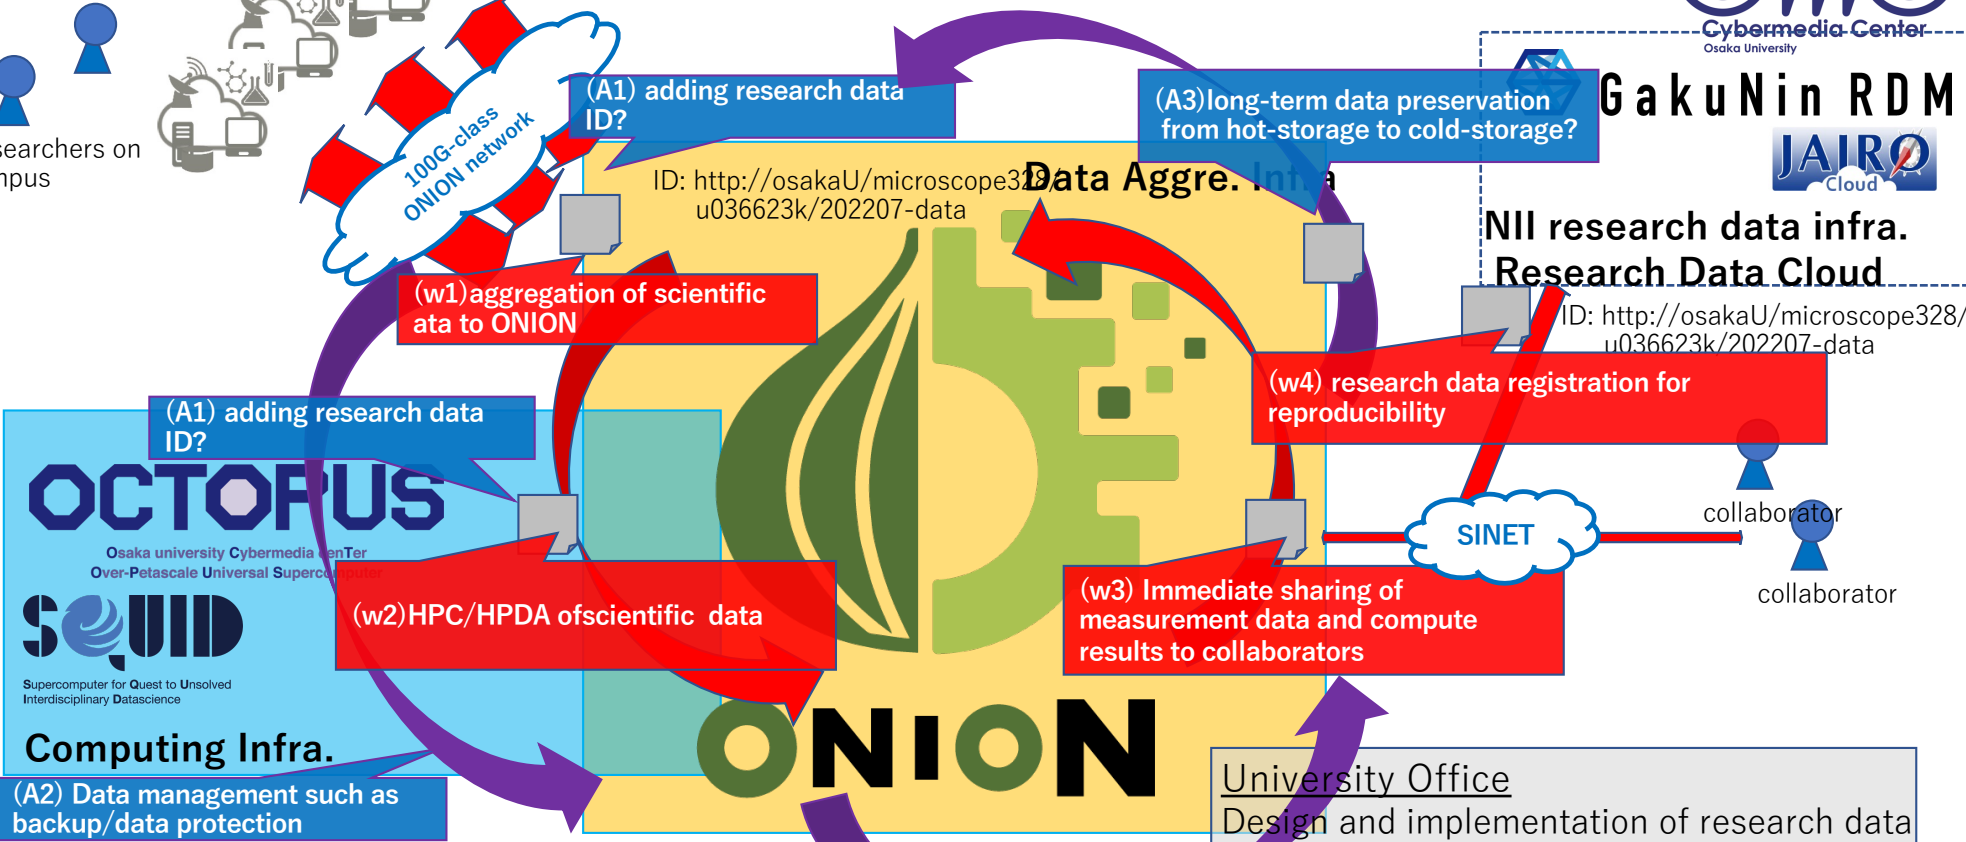 Cybermedia Center
Osaka University
GakuNin RDM
JAIRO
Cloud
NII research data infra.
Research Data Cloud
ID: http://osakaU/microscope328/
u036623k/202207-data
searchers on
mpus
100G-class
ONION network
(A1) adding research data
ID?
(A3)long-term data preservation
from hot-storage to cold-storage?
ID: http://osakaU/microscope328/
u036623k/202207-data
Data Aggre. Infra
(w1)aggregation of scientific
ata to ONION
(w4) research data registration for
reproducibility
(A1) adding research data
ID?
OCTOPUS
Osaka university Cybermedia cenTer
Over-Petascale Universal Supercomputer
SQUID
Supercomputer for Quest to Unsolved
Interdisciplinary Datascience
Computing Infra.
(w2)HPC/HPDA ofscientific  data
(w3) Immediate sharing of
measurement data and compute
results to collaborators
SINET
collaborator
collaborator
ONION
(A2) Data management such as
backup/data protection
University Office
Design and implementation of research data